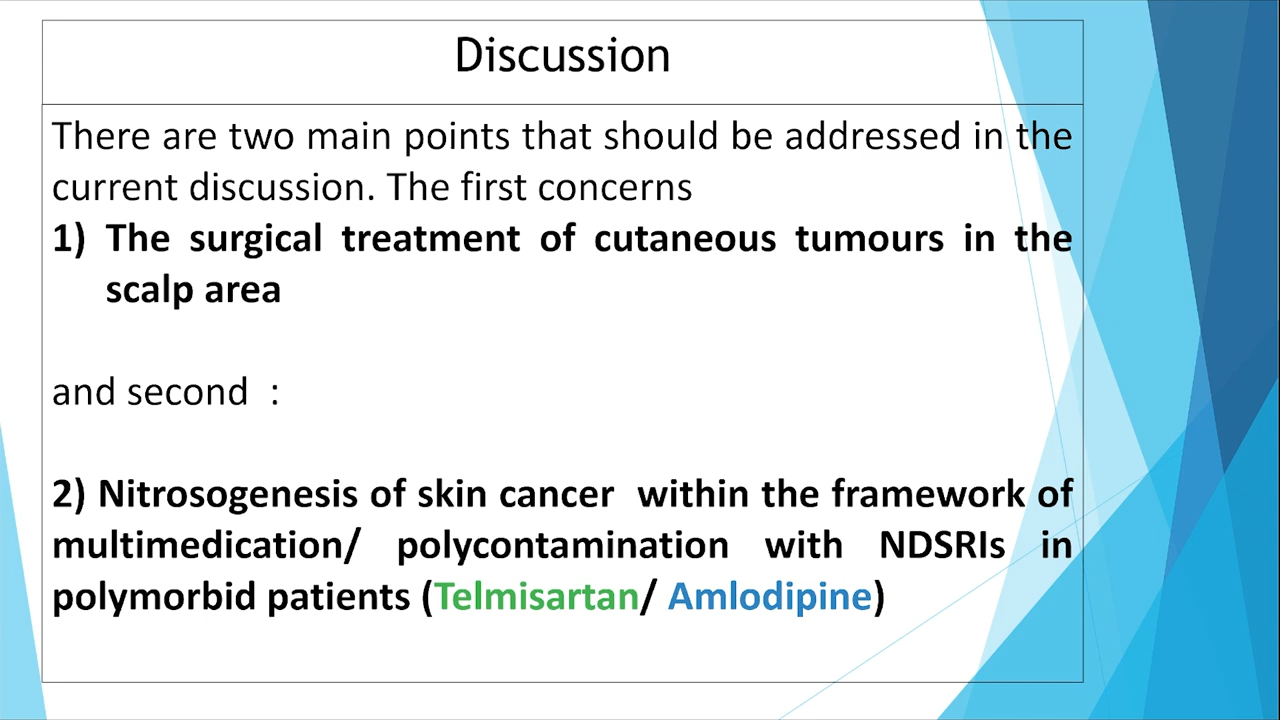 Discussion
There are two main points that should be addressed in the
current discussion. The first concerns
1) The surgical treatment of cutaneous tumours in the
scalp area
and second :
2) Nitrosogenesis of skin cancer within the framework of
multimedication/ polycontamination with NDSRIs in
polymorbid patients (Telmisartan/ Amlodipine)